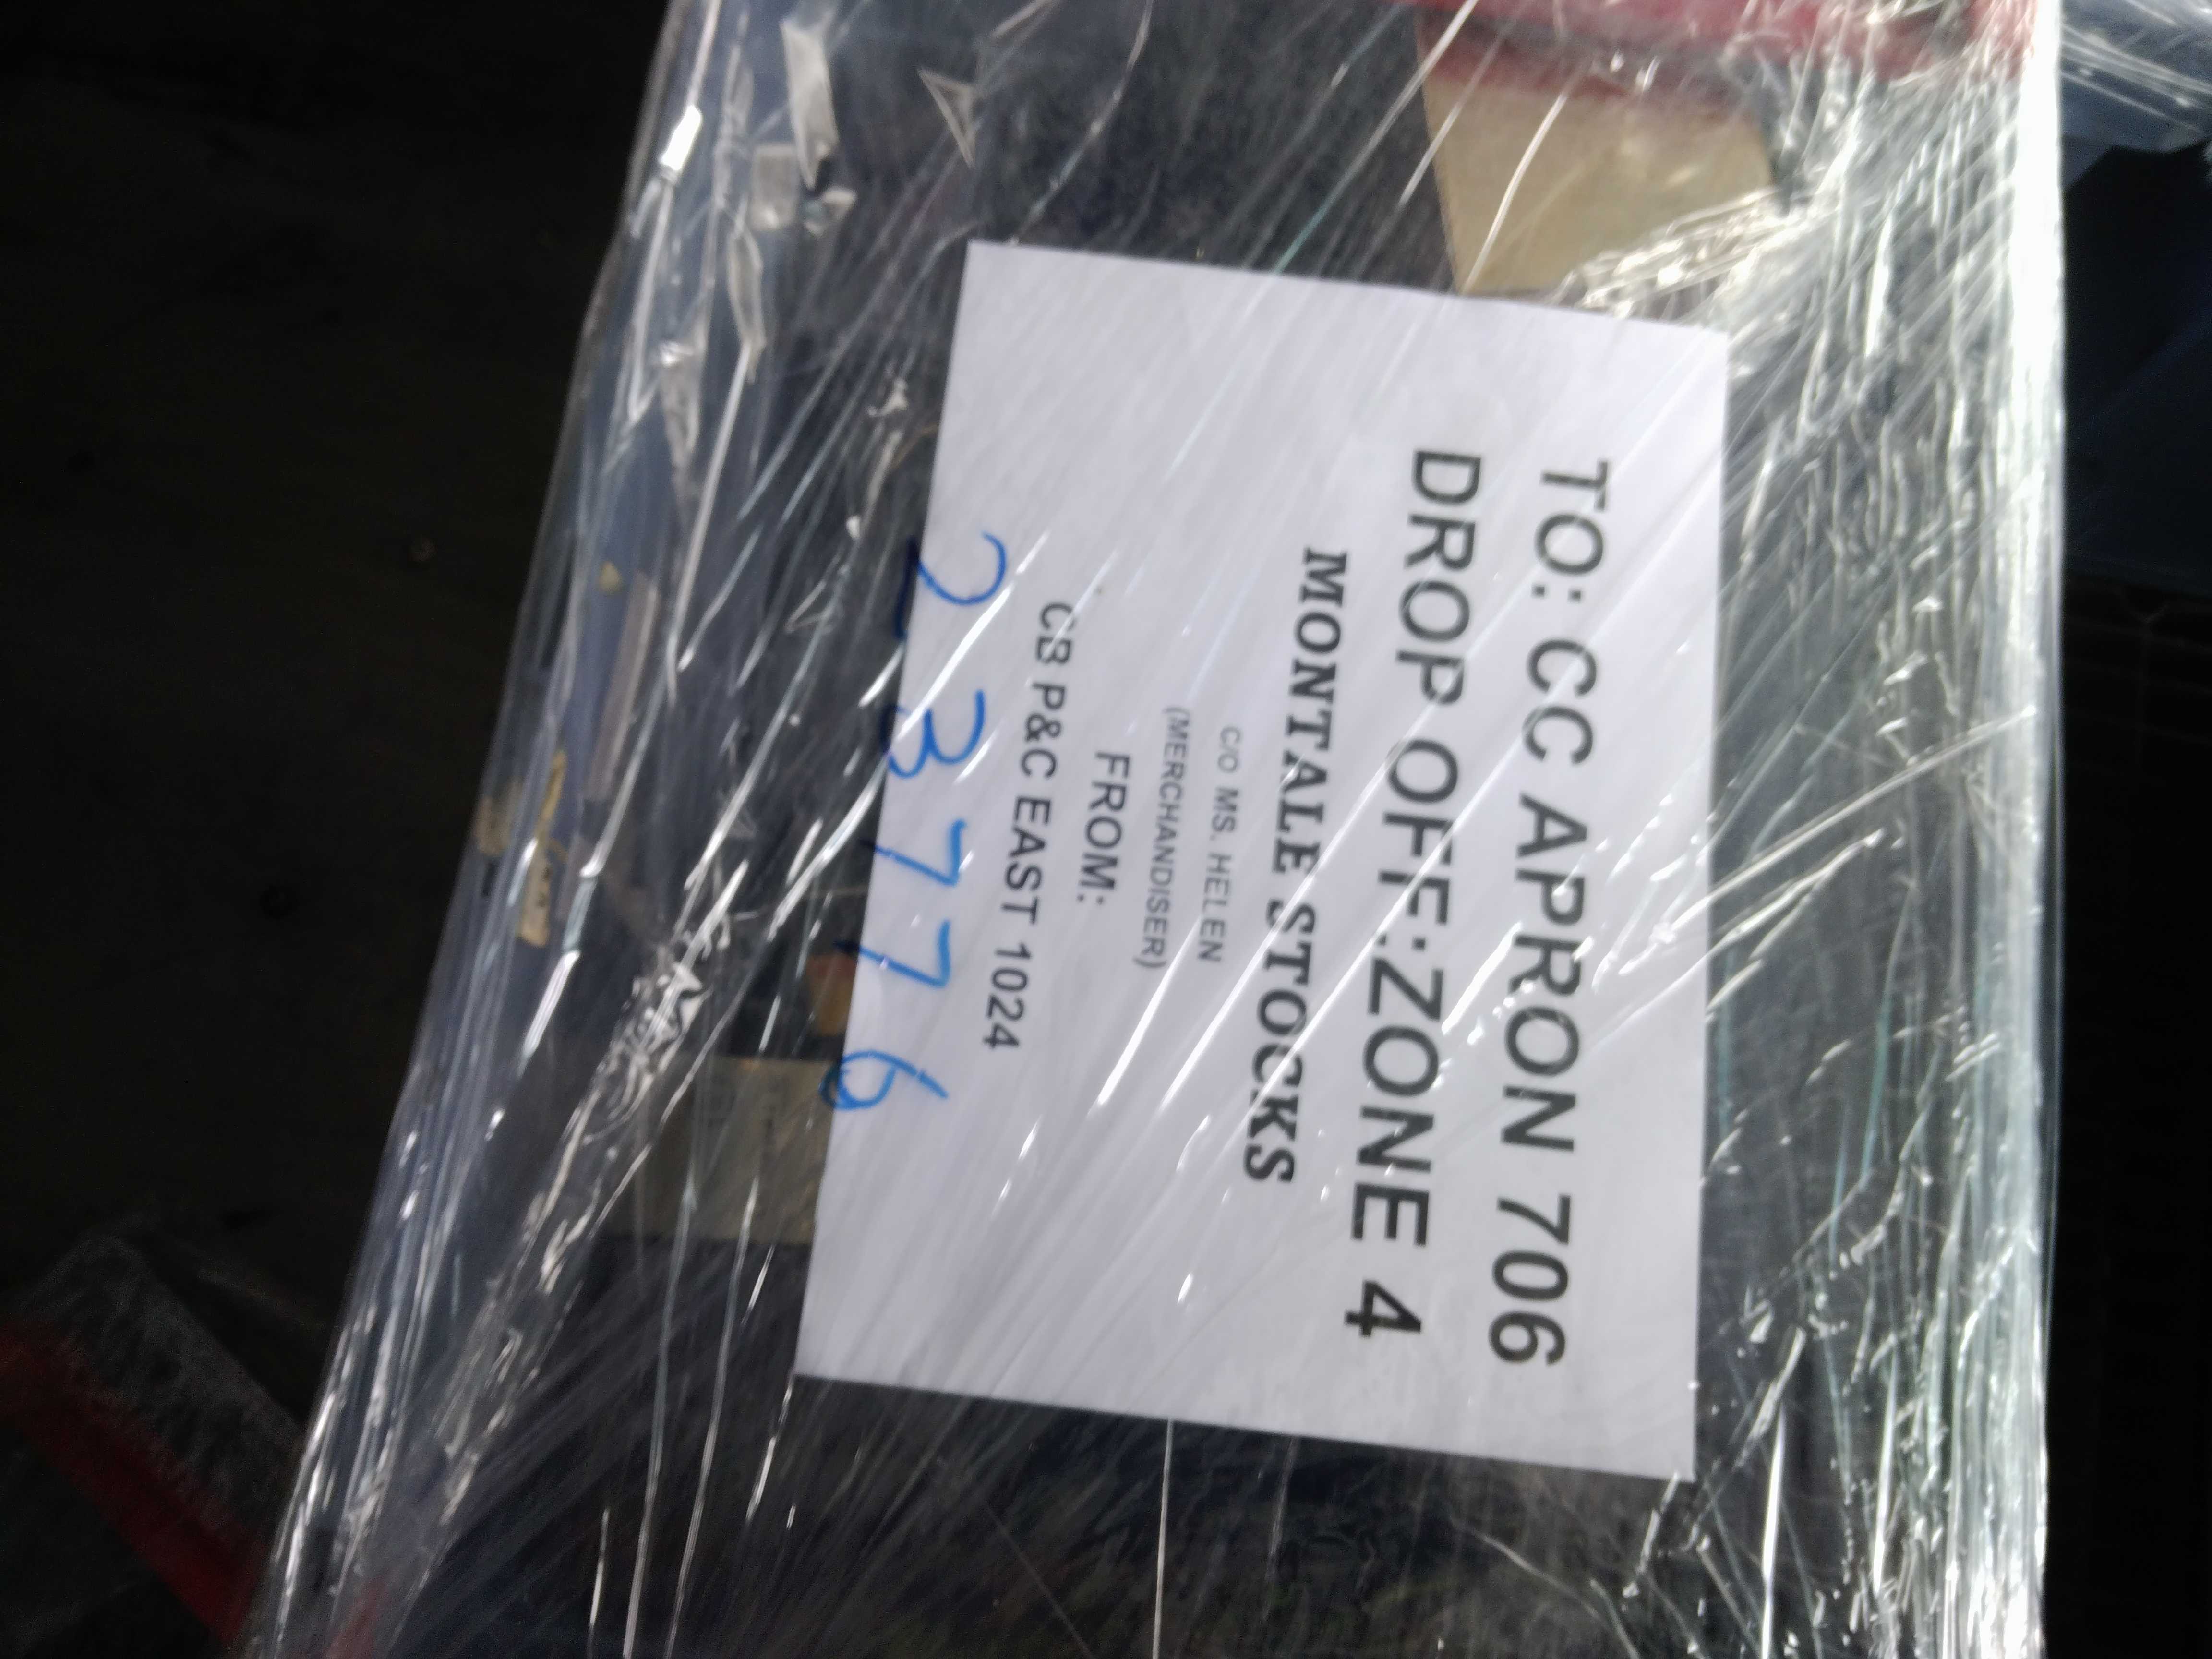 TO: CC APRON 706
DROP OFF:ZONE 4
MONTALE STOCKS
C/O MS. HELEN
(MERCHANDISER)
FROM:
CB P&C EAST 1024
23776